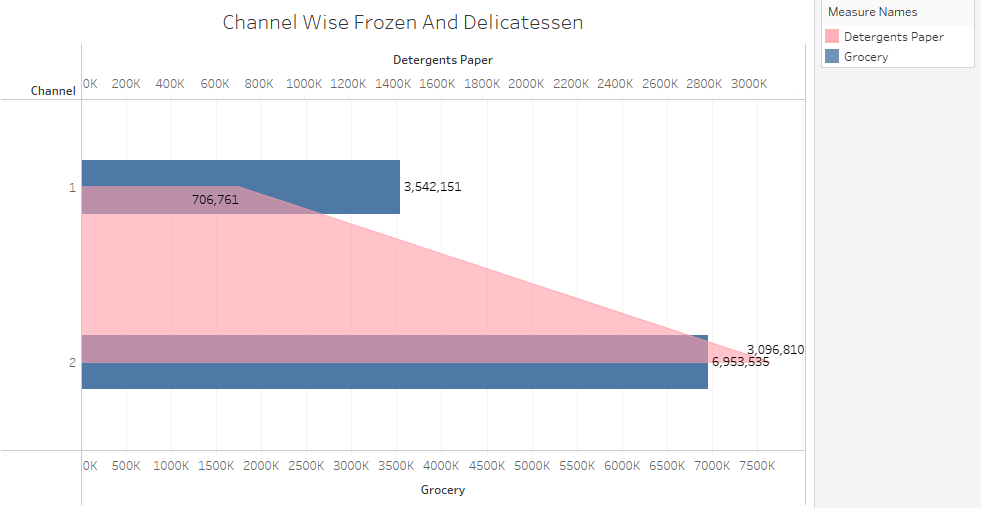 Channel Wise Frozen And Delicatessen
Measure Names
Detergents Paper
Grocery
Detergents Paper
0K 200K 400K 600K 800K 1000K 1200K 1400K 1600K 1800K 2000K 2200K 2400K 2600K 2800K 3000K
Channel
1
3,542,151
706,761
2
3,096,810
6,953,535
0K 500K 1000K 1500K 2000K 2500K 3000K 3500K 4000K 4500K 5000K 5500K 6000K 6500K 7000K 7500K
Grocery